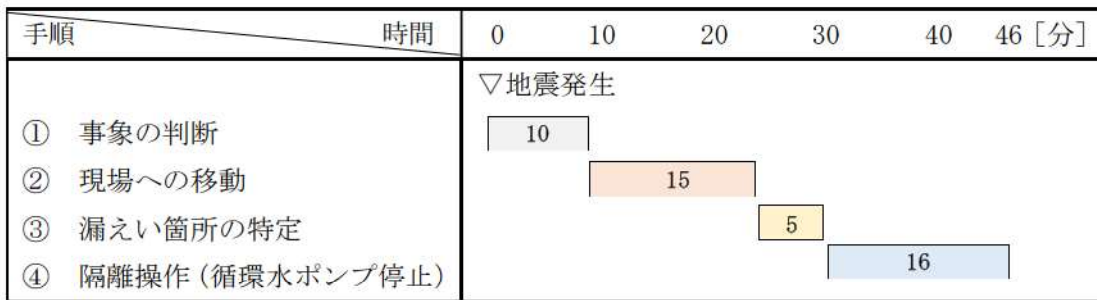 手順 時間 0 10 20 30 40 46［分］
▽地震発生
① 事象の判断 10
② 現場への移動 15
③ 漏えい箇所の特定 5
④ 隔離操作（循環水ポンプ停止） 16